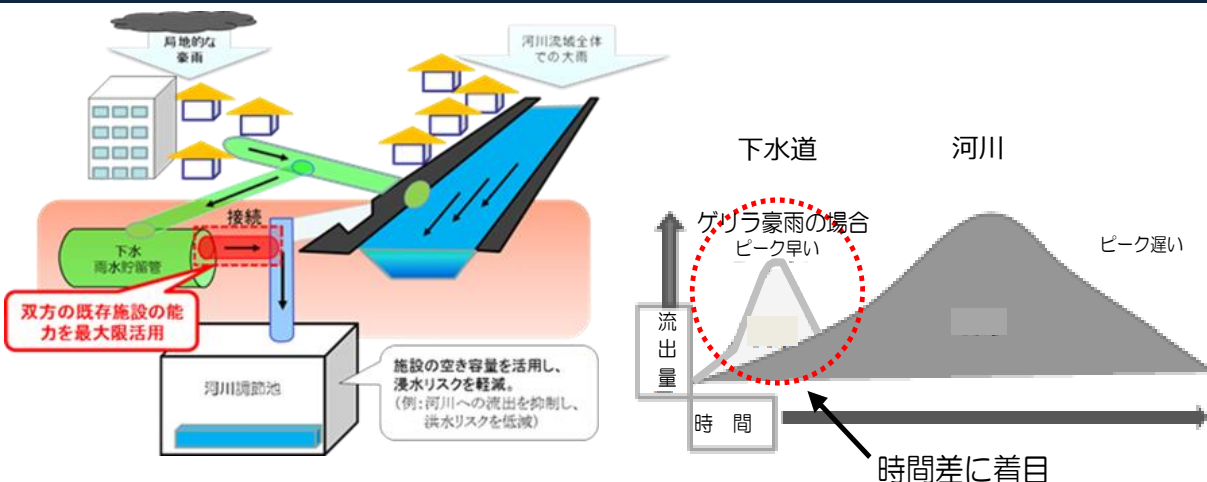 局地的な
豪雨
河川流域全体
での大雨
接続
下水
雨水貯留管
双方の既存施設の能
力を最大限活用
河川調節池
施設の空き容量を活用し、
浸水リスクを軽減。
(例:河川への流出を抑制し、
洪水リスクを低減)
下水道
河川
ゲリラ豪雨の場合
ピーク早い
ピーク遅い
流
出
量
時 間
時間差に着目